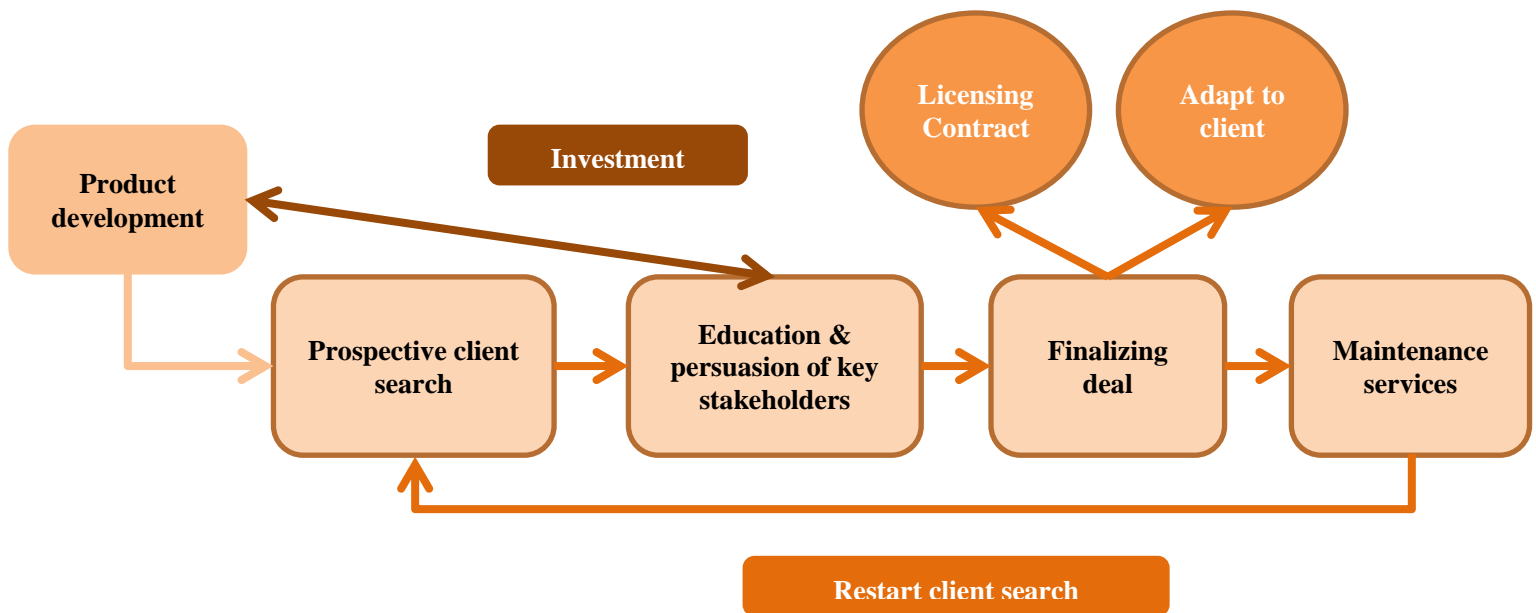 Licensing
Contract
Adapt to
client
Investment
Product
development
Prospective client
search
Education &
persuasion of key
stakeholders
Finalizing
deal
Maintenance
services
Restart client search